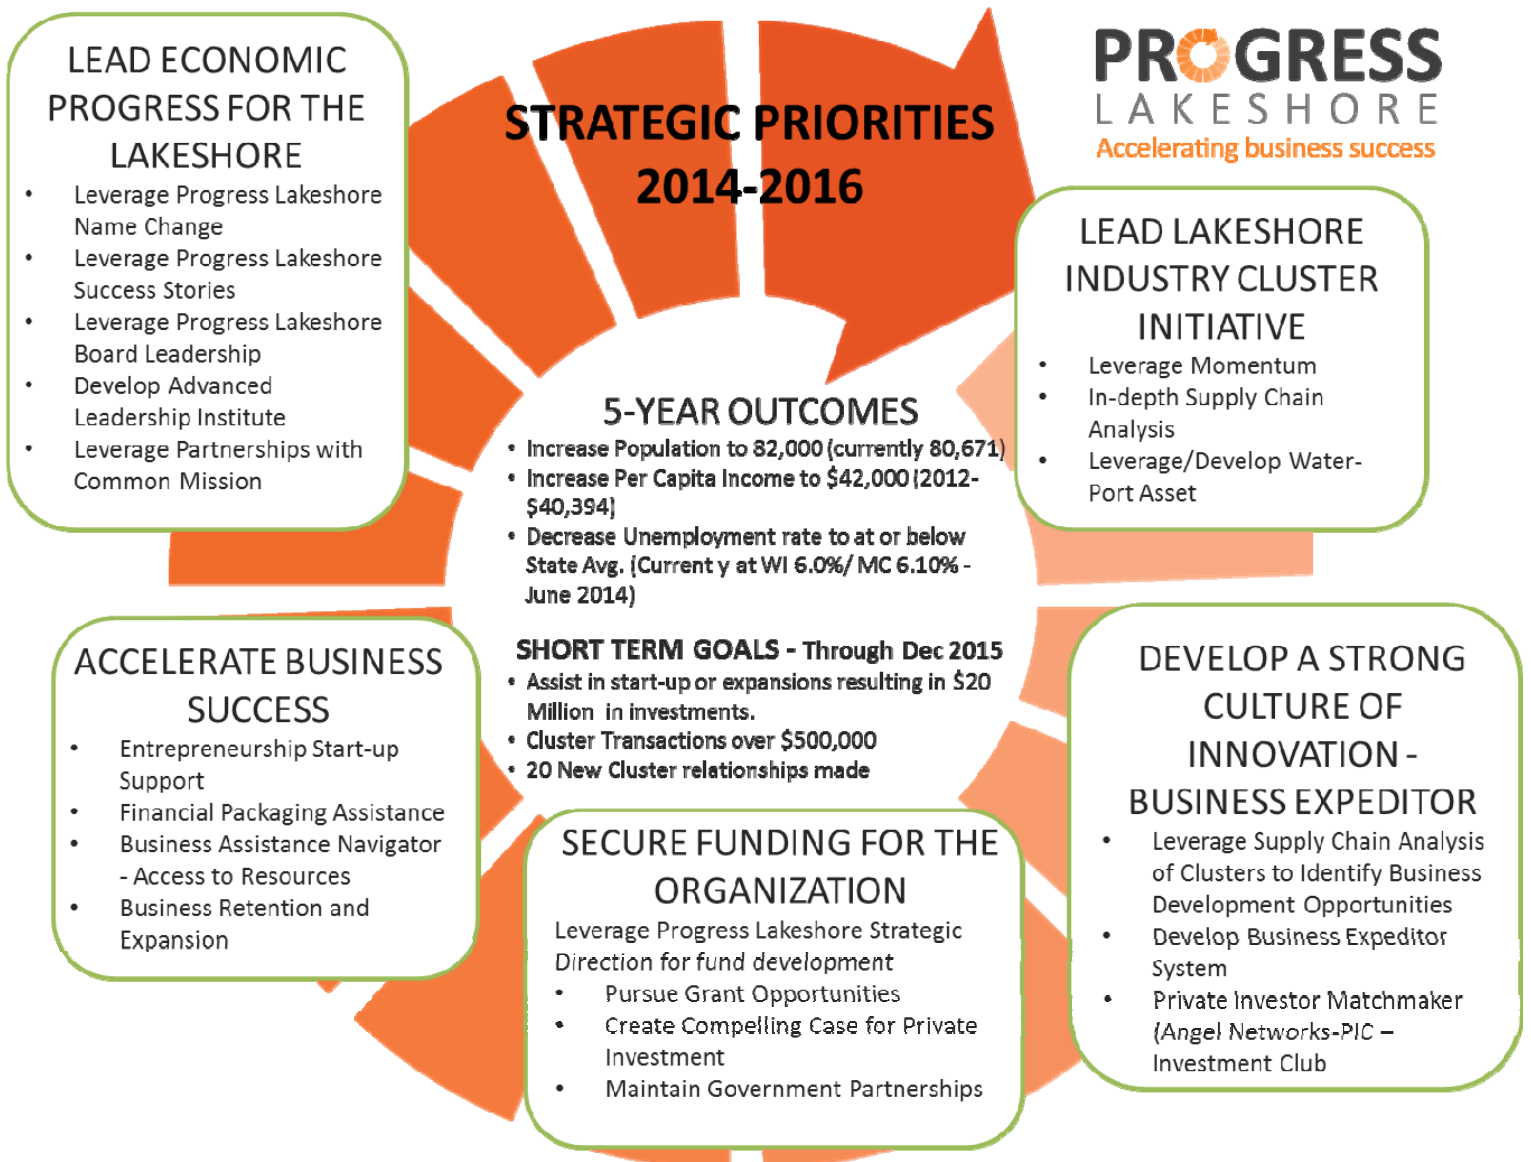 LEAD ECONOMIC
PROGRESS FOR THE
LAKESHORE
• Leverage Progress Lakeshore
Name Change
• Leverage Progress Lakeshore
Success Stories
• Leverage Progress Lakeshore
Board Leadership
• Develop Advanced
Leadership Institute
• Leverage Partnerships with
Common Mission
STRATEGIC PRIORITIES
2014-2016
PROGRESS
LAKESHORE
Accelerating business success
LEAD LAKESHORE
INDUSTRY CLUSTER
INITIATIVE
• Leverage Momentum
• In-depth Supply Chain
Analysis
• Leverage/Develop Water-
Port Asset
5-YEAR OUTCOMES
• Increase Population to 82,000 (currently 80,671)
• Increase Per Capita Income to $42,000 (2012-
$40,394)
• Decrease Unemployment rate to at or below
State Avg. (Current y at WI 6.0%/ MC 6.10% -
June 2014)
SHORT TERM GOALS - Through Dec 2015
• Assist in start-up or expansions resulting in $20
Million in investments.
• Cluster Transactions over $500,000
• 20 New Cluster relationships made
ACCELERATE BUSINESS
SUCCESS
• Entrepreneurship Start-up
Support
• Financial Packaging Assistance
• Business Assistance Navigator
- Access to Resources
• Business Retention and
Expansion
SECURE FUNDING FOR THE
ORGANIZATION
Leverage Progress Lakeshore Strategic
Direction for fund development
• Pursue Grant Opportunities
• Create Compelling Case for Private
Investment
• Maintain Government Partnerships
DEVELOP A STRONG
CULTURE OF
INNOVATION -
BUSINESS EXPEDITOR
• Leverage Supply Chain Analysis
of Clusters to Identify Business
Development Opportunities
• Develop Business Expeditor
System
• Private Investor Matchmaker
(Angel Networks-PIC –
Investment Club